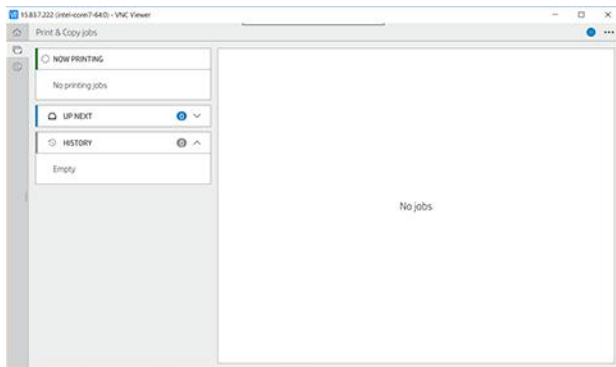 15.83.7.222 (intel-corei7-64:0) - VNC Viewer
Print & Copy jobs
NOW PRINTING
No printing jobs
UP NEXT 0
HISTORY 0
Empty
No jobs